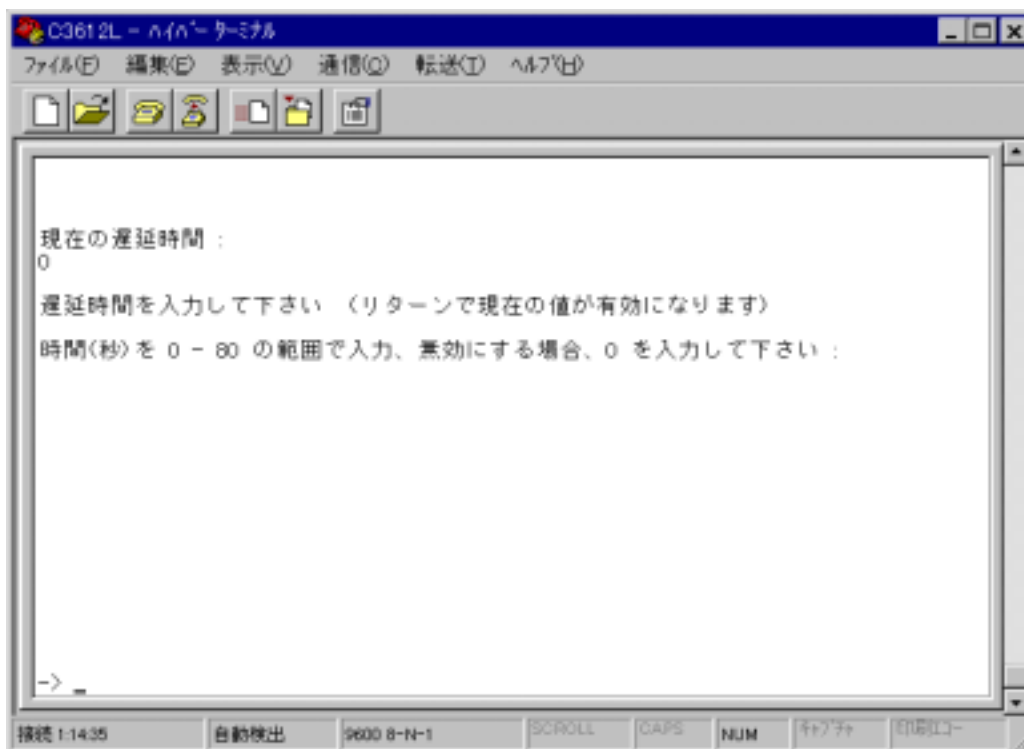 C3612L - ﾊｲﾊﾟｰ ﾀｰﾐﾅﾙ
ﾌｧｲﾙ(F) 編集(E) 表示(V) 通信(C) 転送(T) ﾍﾙﾌﾟ(H)
現在の遅延時間 :
0
遅延時間を入力して下さい (リターンで現在の値が有効になります)
時間(秒)を 0 - 80 の範囲で入力、無効にする場合、0 を入力して下さい :
-> _
接続 1:14:35 自動検出 9600 8-N-1 SCROLL CAPS NUM ｷｬﾌﾟﾁｬ 印刷ｴｺｰ